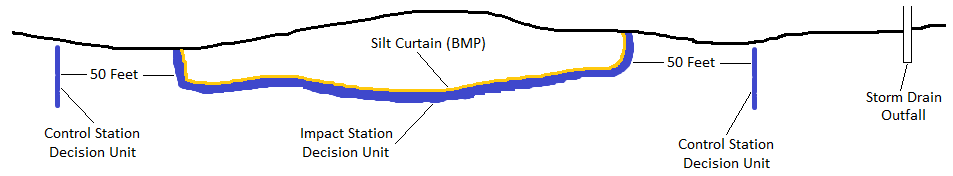 Silt Curtain (BMP)
50 Feet
50 Feet
Storm Drain
Outfall
Control Station
Decision Unit
Impact Station
Decision Unit
Control Station
Decision Unit